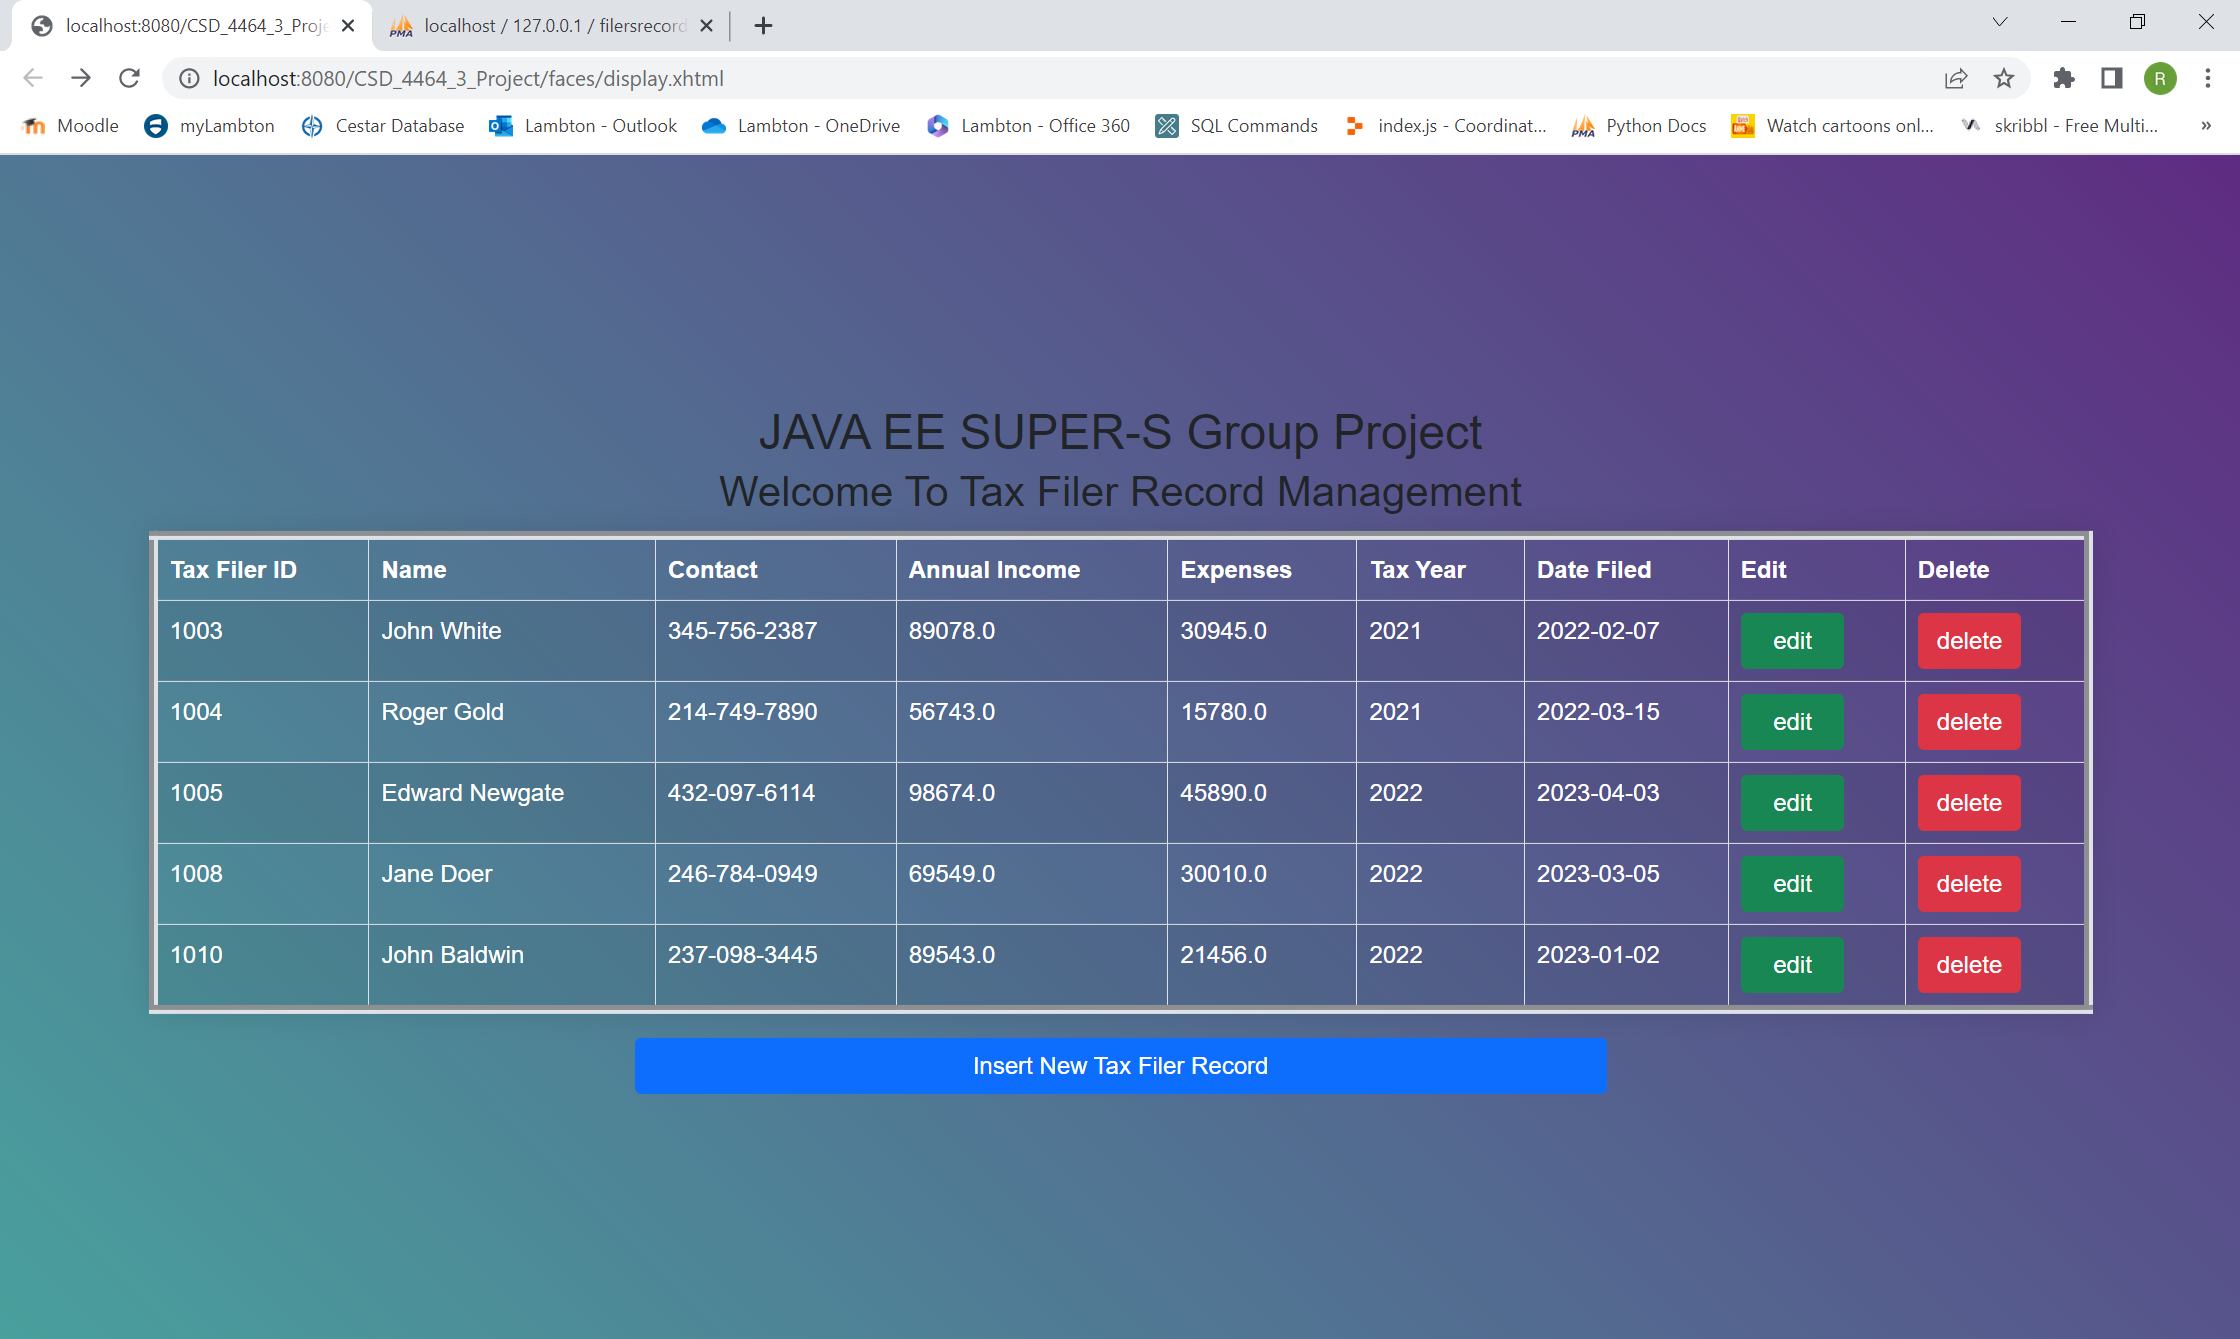 localhost:8080/CSD_4464_3_Proje
localhost / 127.0.0.1 / filersrecord
localhost:8080/CSD_4464_3_Project/faces/display.xhtml
R
Moodle myLambton Cestar Database Lambton - Outlook Lambton - OneDrive Lambton - Office 360 SQL Commands index.js - Coordinat... PMA Python Docs Watch cartoons onl... skribbl - Free Multi... »
JAVA EE SUPER-S Group Project
Welcome To Tax Filer Record Management
Tax Filer ID Name Contact Annual Income Expenses Tax Year Date Filed Edit Delete
1003 John White 345-756-2387 89078.0 30945.0 2021 2022-02-07 edit delete
1004 Roger Gold 214-749-7890 56743.0 15780.0 2021 2022-03-15 edit delete
1005 Edward Newgate 432-097-6114 98674.0 45890.0 2022 2023-04-03 edit delete
1008 Jane Doer 246-784-0949 69549.0 30010.0 2022 2023-03-05 edit delete
1010 John Baldwin 237-098-3445 89543.0 21456.0 2022 2023-01-02 edit delete
Insert New Tax Filer Record